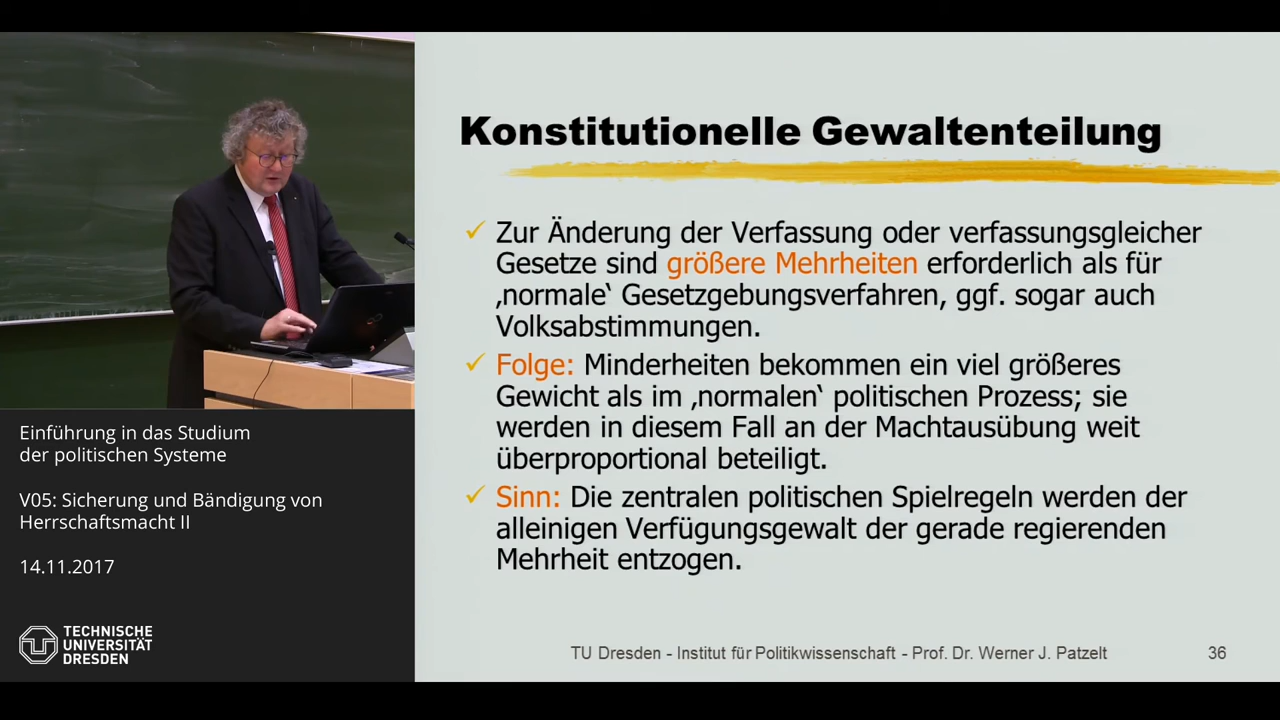 Konstitutionelle Gewaltenteilung
✓ Zur Änderung der Verfassung oder verfassungsgleicher
Gesetze sind größere Mehrheiten erforderlich als für
‚normale‘ Gesetzgebungsverfahren, ggf. sogar auch
Volksabstimmungen.
✓ Folge: Minderheiten bekommen ein viel größeres
Gewicht als im ‚normalen‘ politischen Prozess; sie
werden in diesem Fall an der Machtausübung weit
überproportional beteiligt.
✓ Sinn: Die zentralen politischen Spielregeln werden der
alleinigen Verfügungsgewalt der gerade regierenden
Mehrheit entzogen.
TU Dresden - Institut für Politikwissenschaft - Prof. Dr. Werner J. Patzelt 36
Einführung in das Studium
der politischen Systeme
V05: Sicherung und Bändigung von
Herrschaftsmacht II
14.11.2017
TECHNISCHE
UNIVERSITÄT
DRESDEN